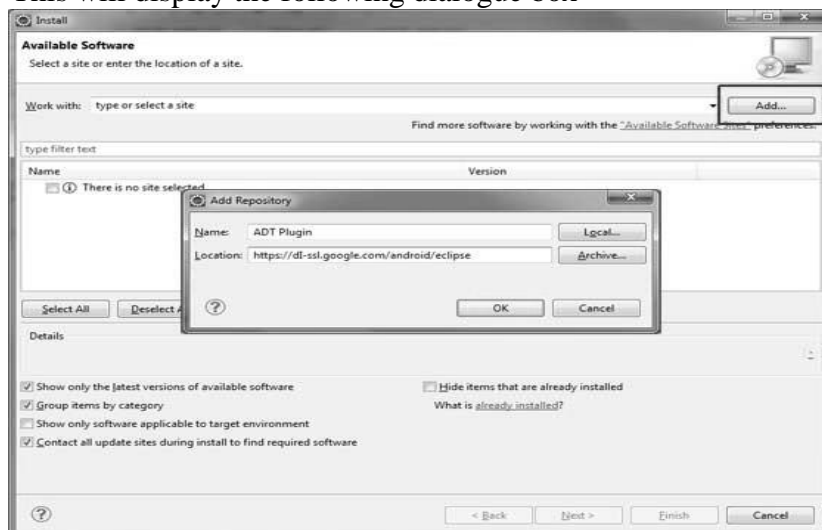 This will display the following dialogue box
Install
Available Software
Select a site or enter the location of a site.
Work with: type or select a site
Add...
Find more software by working with the "Available Software Sites" preferences.
type filter text
Name Version
There is no site selected
Add Repository
Name: ADT Plugin Local...
Location: https://dl-ssl.google.com/android/eclipse Archive...
OK Cancel
Select All Deselect A
Details
Show only the latest versions of available software
Hide items that are already installed
Group items by category
What is already installed?
Show only software applicable to target environment
Contact all update sites during install to find required software
< Back Next > Finish Cancel